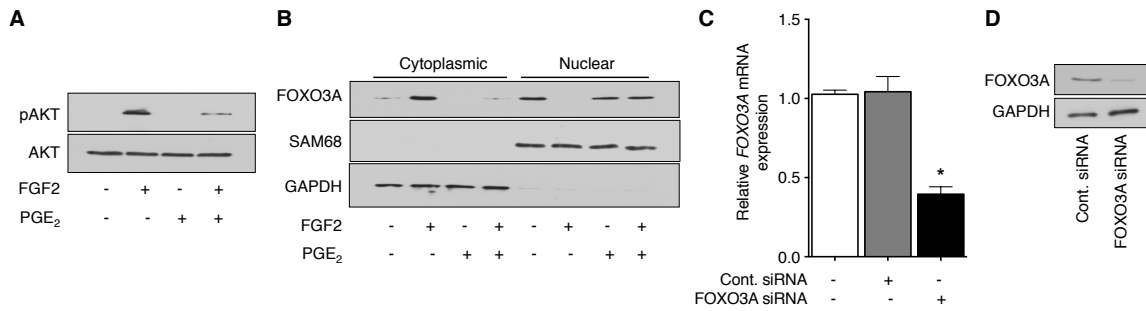 A
pAKT
AKT
FGF2 - + - +
PGE2 - - + +
B
Cytoplasmic Nuclear
FOXO3A
SAM68
GAPDH
FGF2 - + - + - + - +
PGE2 - - + + - - + +
C
Relative FOXO3A mRNA
expression
1.5
1.0
0.5
0.0
*
Cont. siRNA - + -
FOXO3A siRNA - - +
D
FOXO3A
GAPDH
Cont. siRNA
FOXO3A siRNA